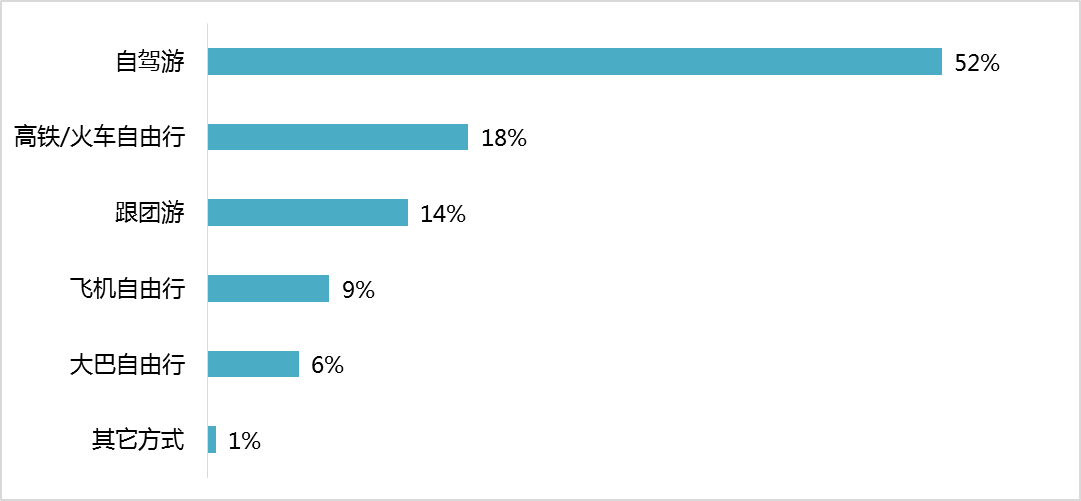 自驾游 52%
高铁/火车自由行 18%
跟团游 14%
飞机自由行 9%
大巴自由行 6%
其它方式 1%